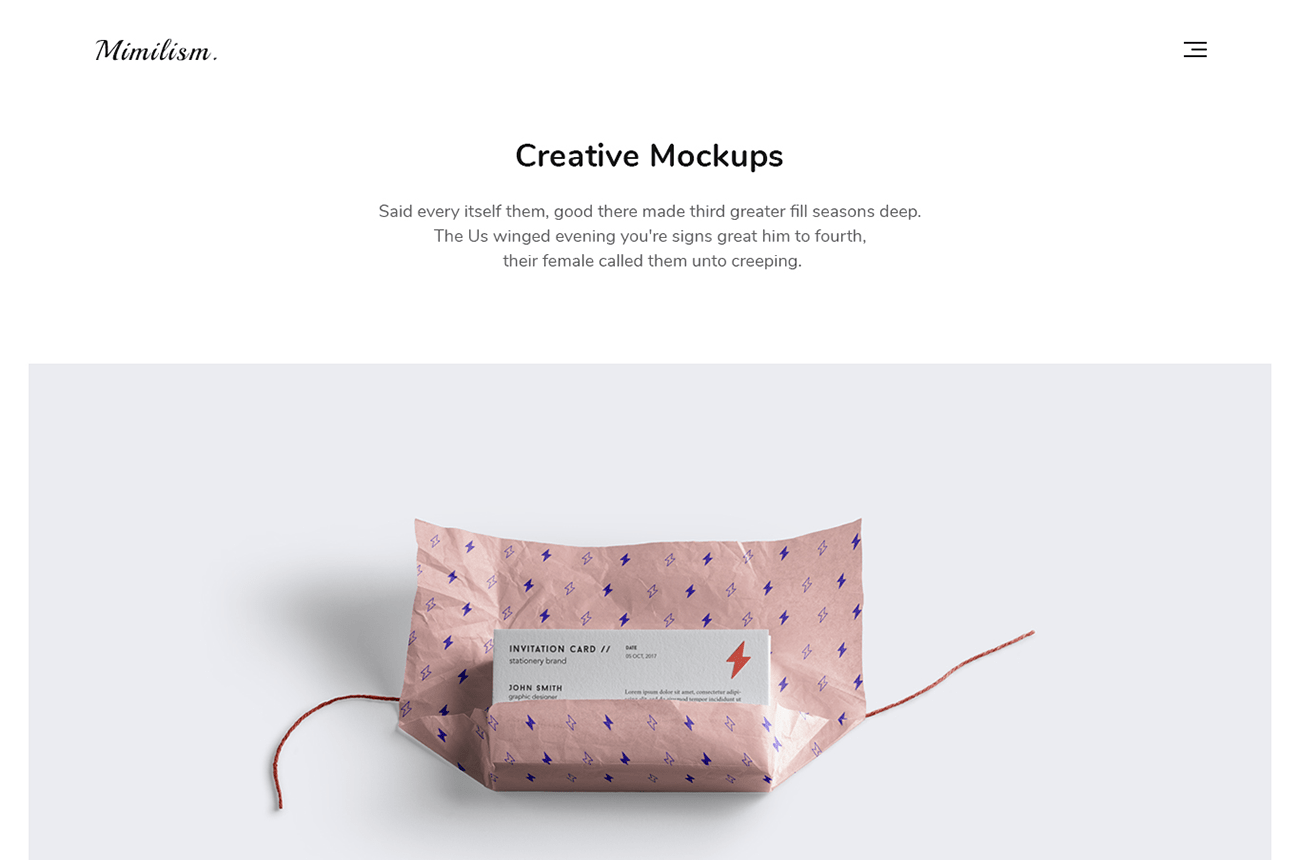 Mimilism.
Creative Mockups
Said every itself them, good there made third greater fill seasons deep.
The Us winged evening you're signs great him to fourth,
their female called them unto creeping.
INVITATION CARD //
stationery brand
DATE
05 OCT, 2017
JOHN SMITH
graphic designer
Lorem ipsum dolor sit amet, consectetur adipi-